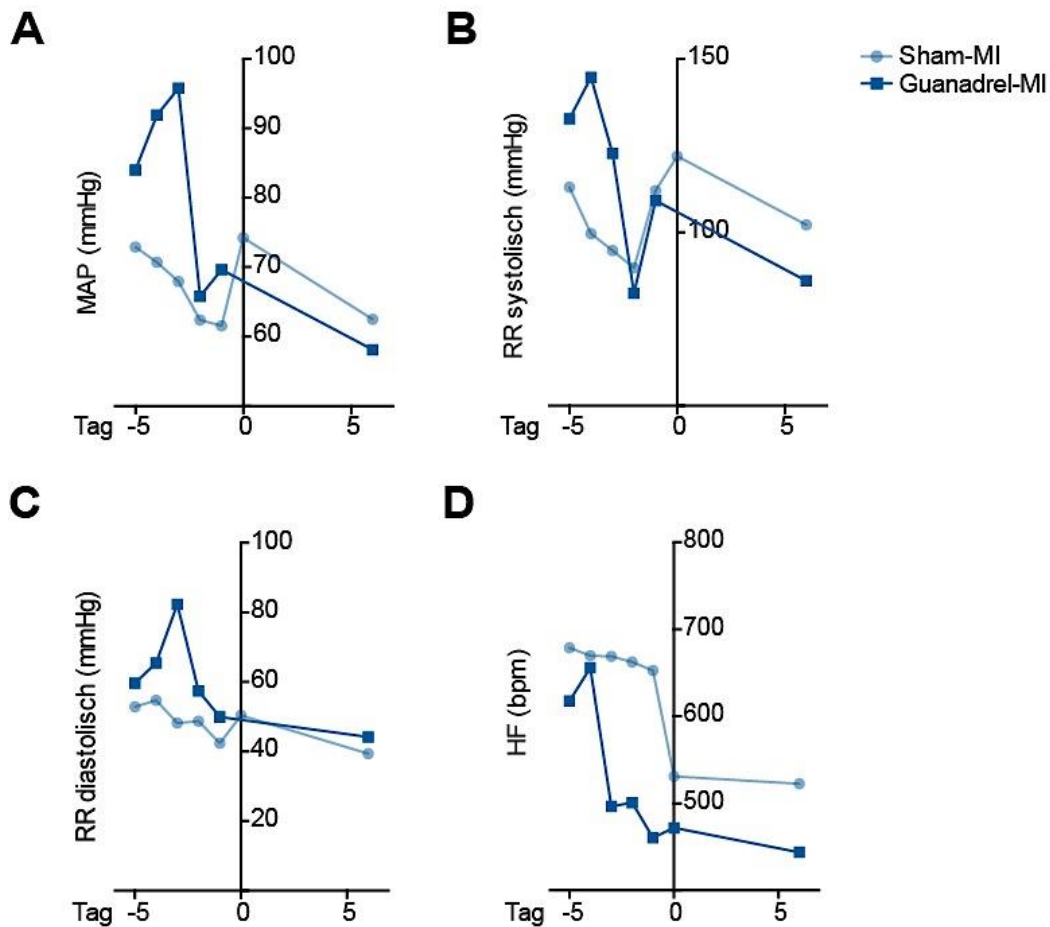 A
MAP (mmHg)
100
90
80
70
60
Tag -5 0 5
B
RR systolisch (mmHg)
150
100
Tag -5 0 5
Sham-MI
Guanadrel-MI
C
RR diastolisch (mmHg)
100
80
60
40
20
Tag -5 0 5
D
HF (bpm)
800
700
600
500
Tag -5 0 5